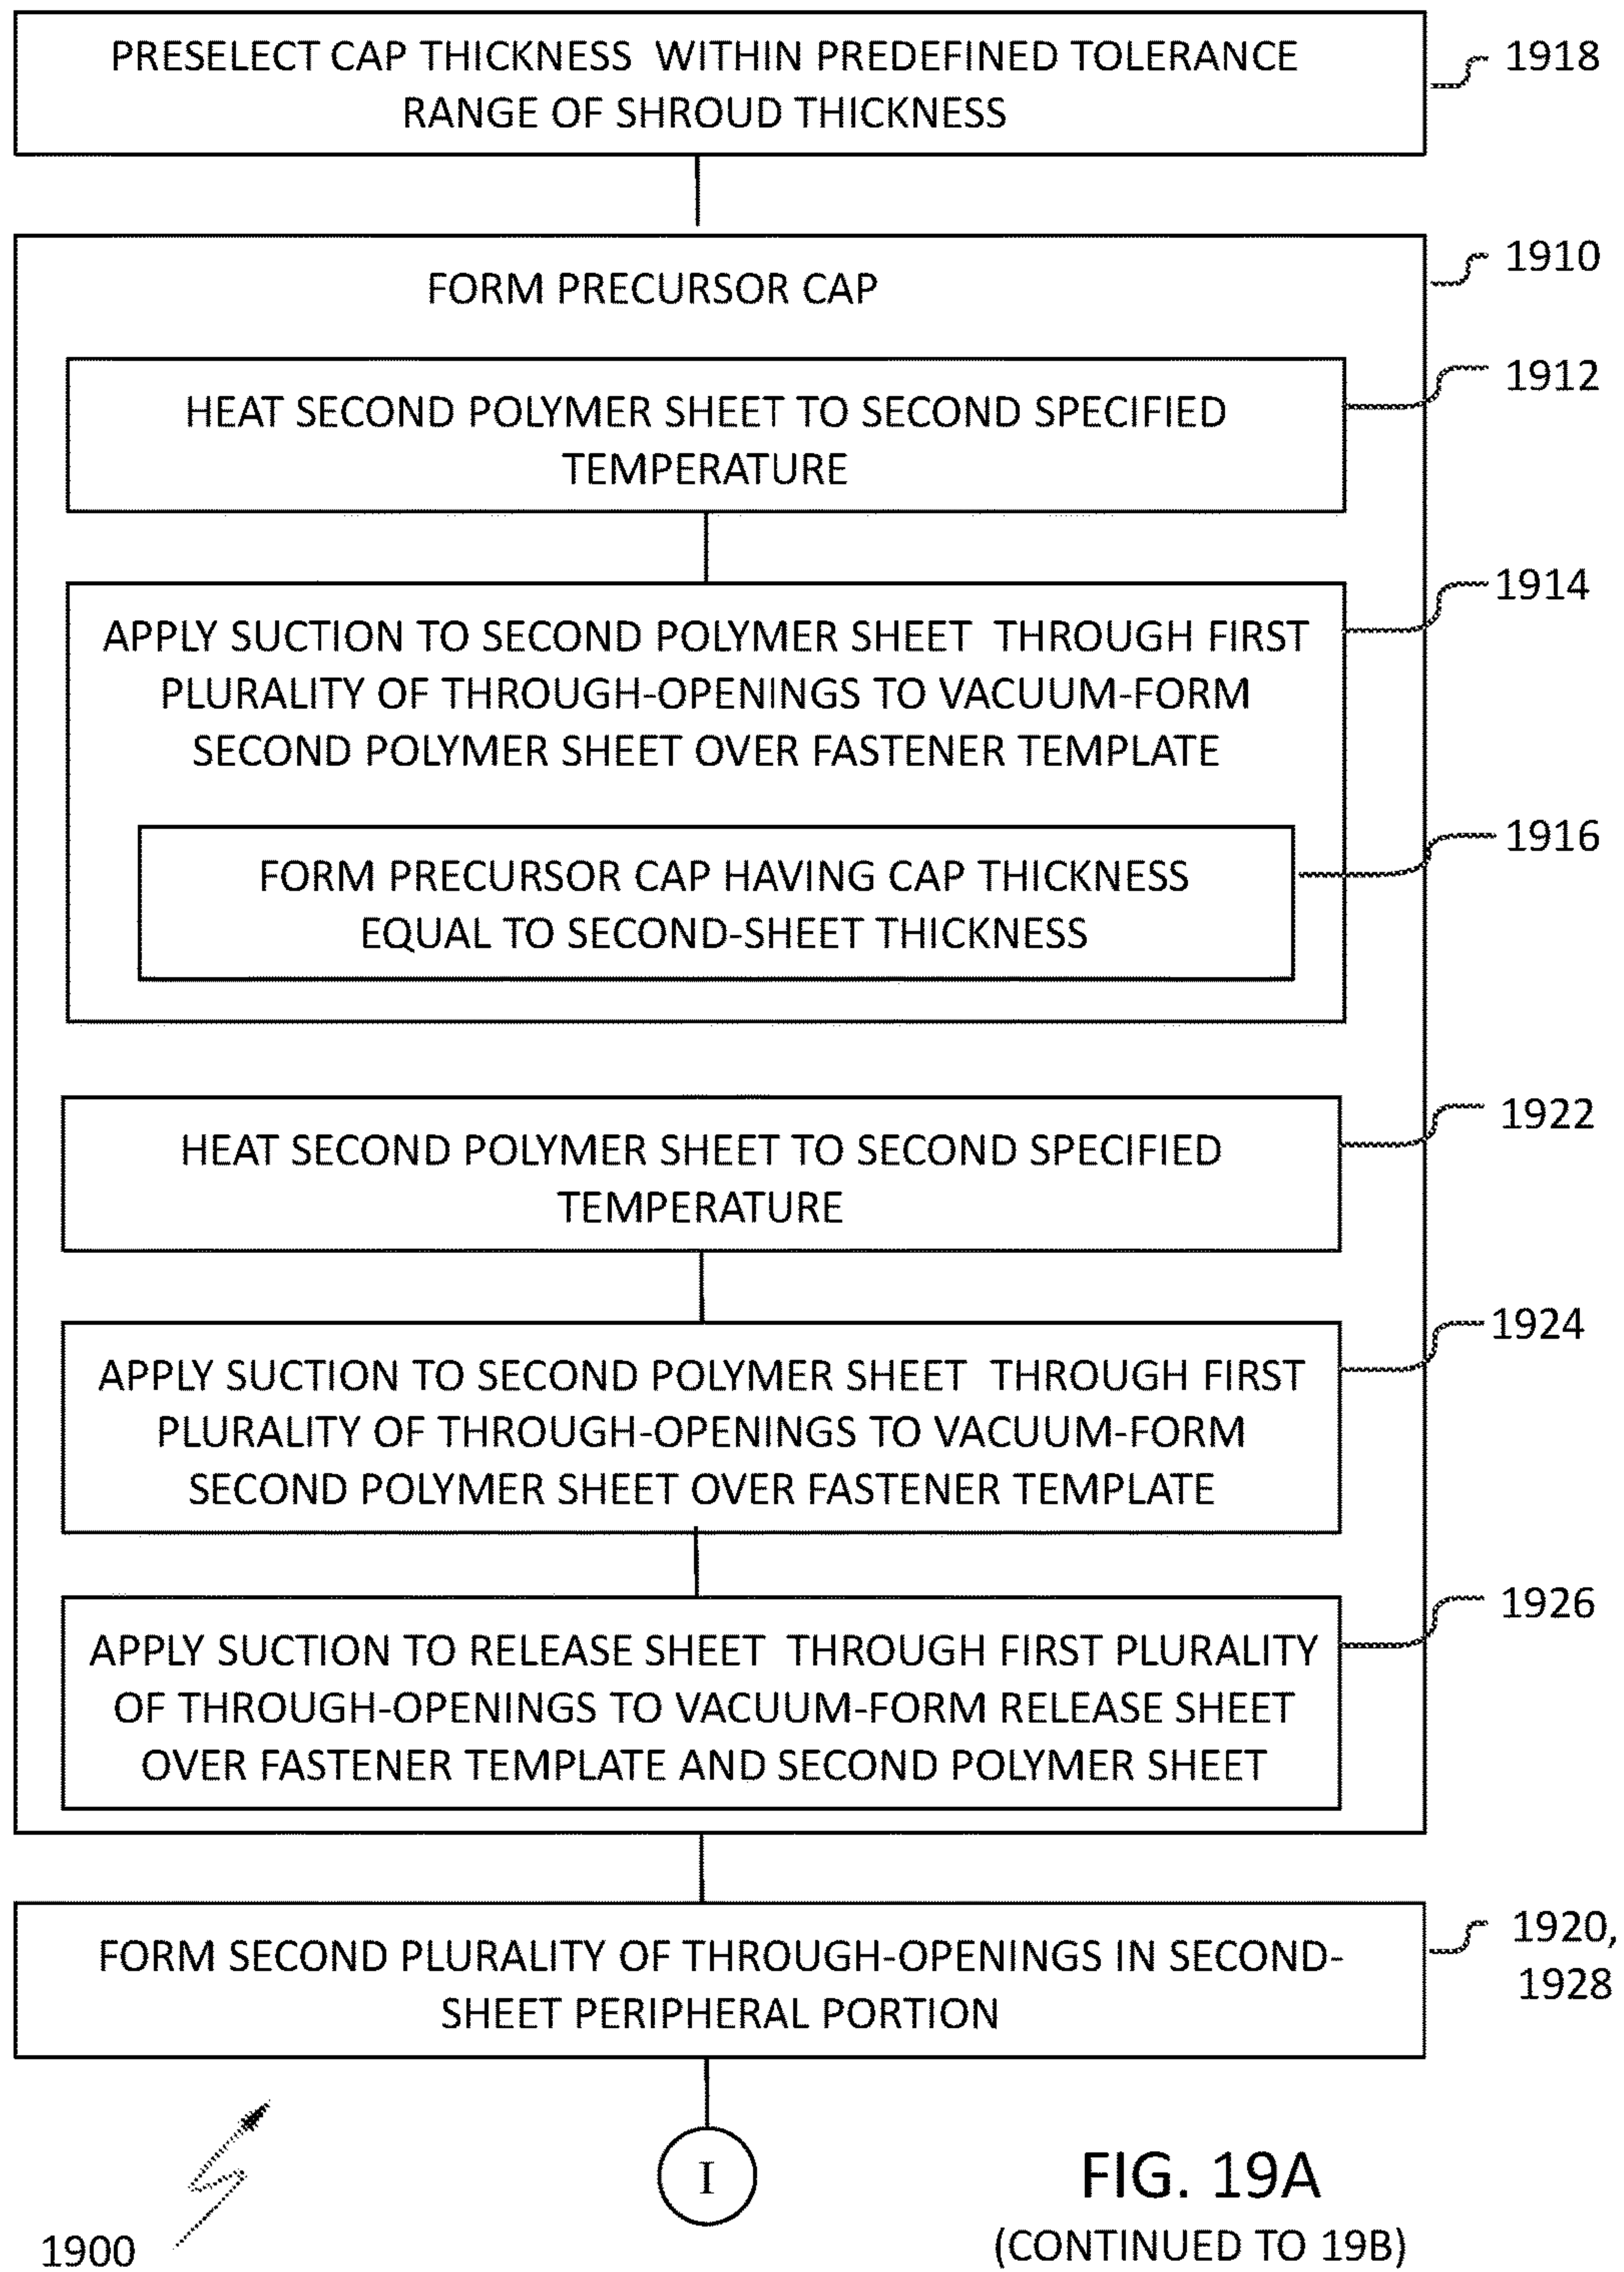 PRESELECT CAP THICKNESS WITHIN PREDEFINED TOLERANCE
RANGE OF SHROUD THICKNESS
1918
FORM PRECURSOR CAP
1910
HEAT SECOND POLYMER SHEET TO SECOND SPECIFIED
TEMPERATURE
1912
APPLY SUCTION TO SECOND POLYMER SHEET THROUGH FIRST
PLURALITY OF THROUGH-OPENINGS TO VACUUM-FORM
SECOND POLYMER SHEET OVER FASTENER TEMPLATE
1914
FORM PRECURSOR CAP HAVING CAP THICKNESS
EQUAL TO SECOND-SHEET THICKNESS
1916
HEAT SECOND POLYMER SHEET TO SECOND SPECIFIED
TEMPERATURE
1922
APPLY SUCTION TO SECOND POLYMER SHEET THROUGH FIRST
PLURALITY OF THROUGH-OPENINGS TO VACUUM-FORM
SECOND POLYMER SHEET OVER FASTENER TEMPLATE
1924
APPLY SUCTION TO RELEASE SHEET THROUGH FIRST PLURALITY
OF THROUGH-OPENINGS TO VACUUM-FORM RELEASE SHEET
OVER FASTENER TEMPLATE AND SECOND POLYMER SHEET
1926
FORM SECOND PLURALITY OF THROUGH-OPENINGS IN SECOND-
SHEET PERIPHERAL PORTION
1920,
1928
I
1900
FIG. 19A
(CONTINUED TO 19B)